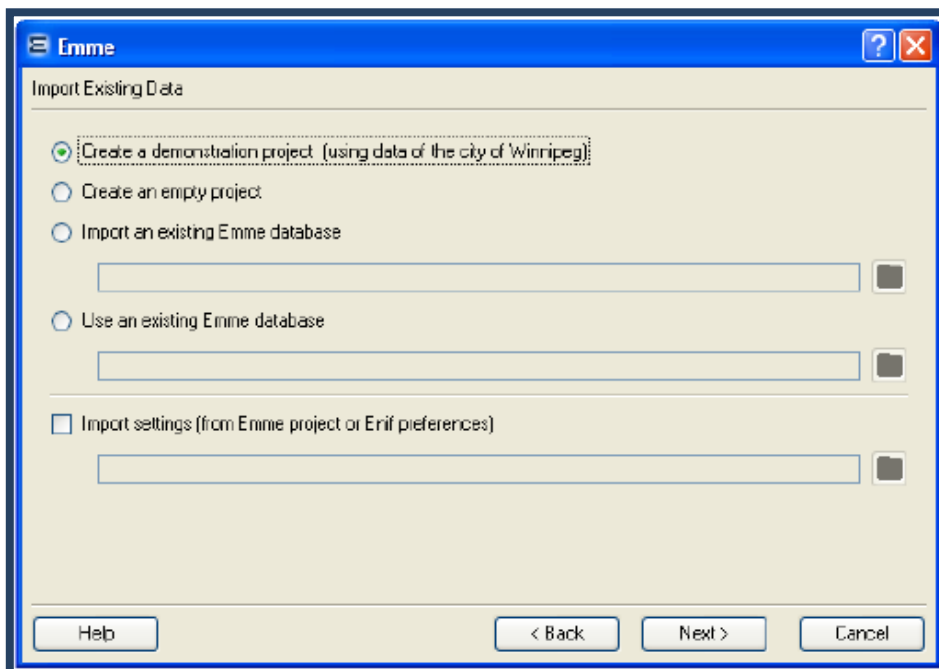 Emme
Import Existing Data
Create a demonstration project (using data of the city of Winnipeg)
Create an empty project
Import an existing Emme database
Use an existing Emme database
Import settings (from Emme project or Enif preferences)
Help
< Back
Next >
Cancel